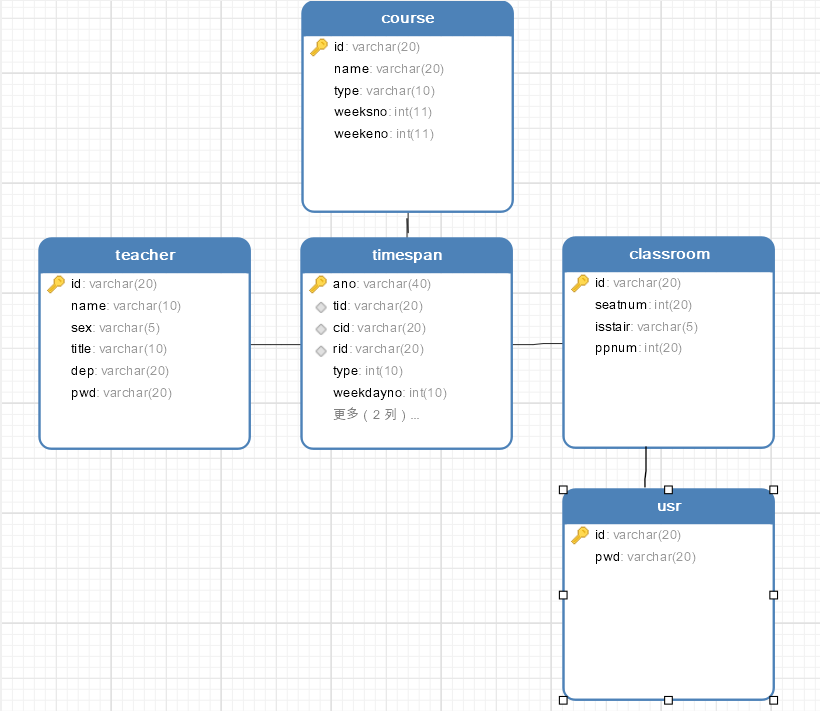 course
id: varchar(20)
name: varchar(20)
type: varchar(10)
weeksno: int(11)
weekeno: int(11)
teacher
id: varchar(20)
name: varchar(10)
sex: varchar(5)
title: varchar(10)
dep: varchar(20)
pwd: varchar(20)
timespan
ano: varchar(40)
tid: varchar(20)
cid: varchar(20)
rid: varchar(20)
type: int(10)
weekdayno: int(10)
更多（2 列）...
classroom
id: varchar(20)
seatnum: int(20)
isstair: varchar(5)
ppnum: int(20)
usr
id: varchar(20)
pwd: varchar(20)